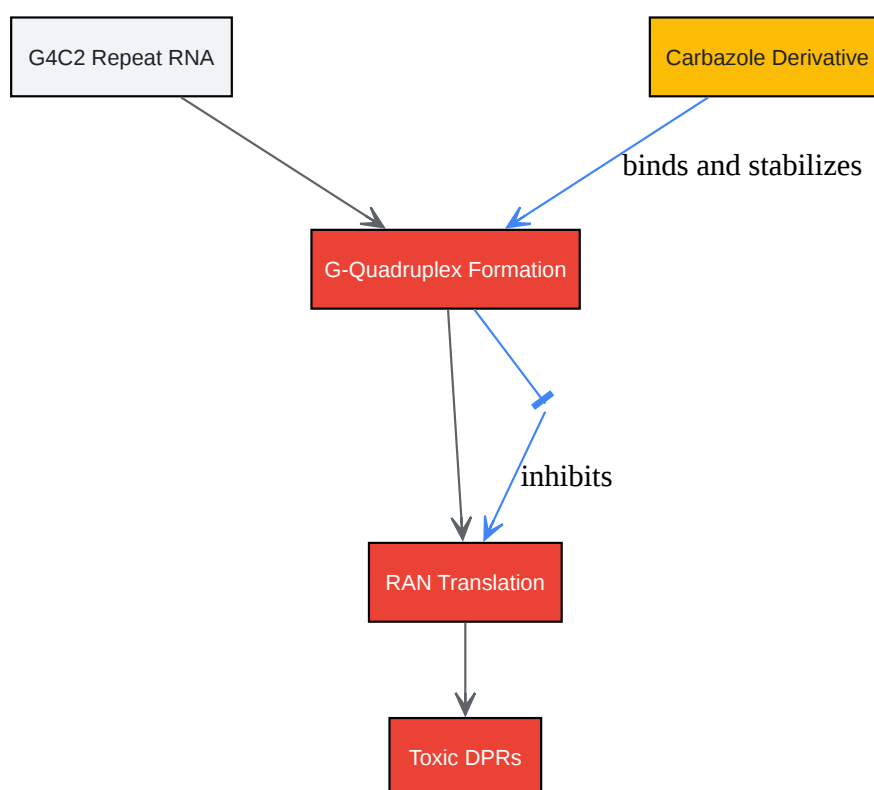 G4C2 Repeat RNA
Carbazole Derivative
binds and stabilizes
G-Quadruplex Formation
inhibits
RAN Translation
Toxic DPRs